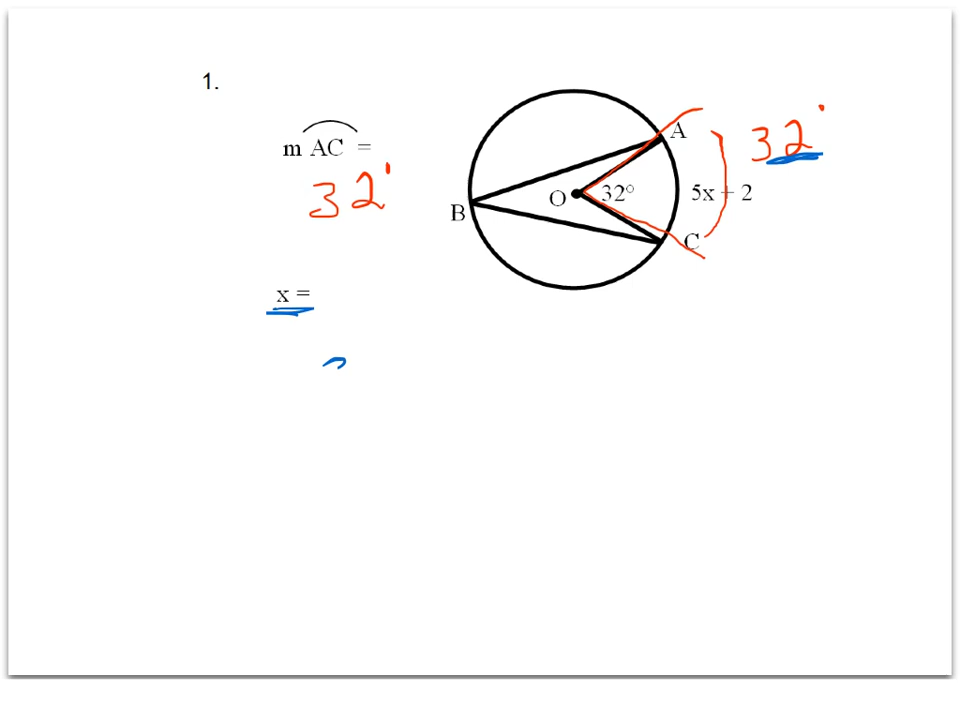 1.
A
32°
m AC =
32°
O
32°
5x + 2
B
C
x =